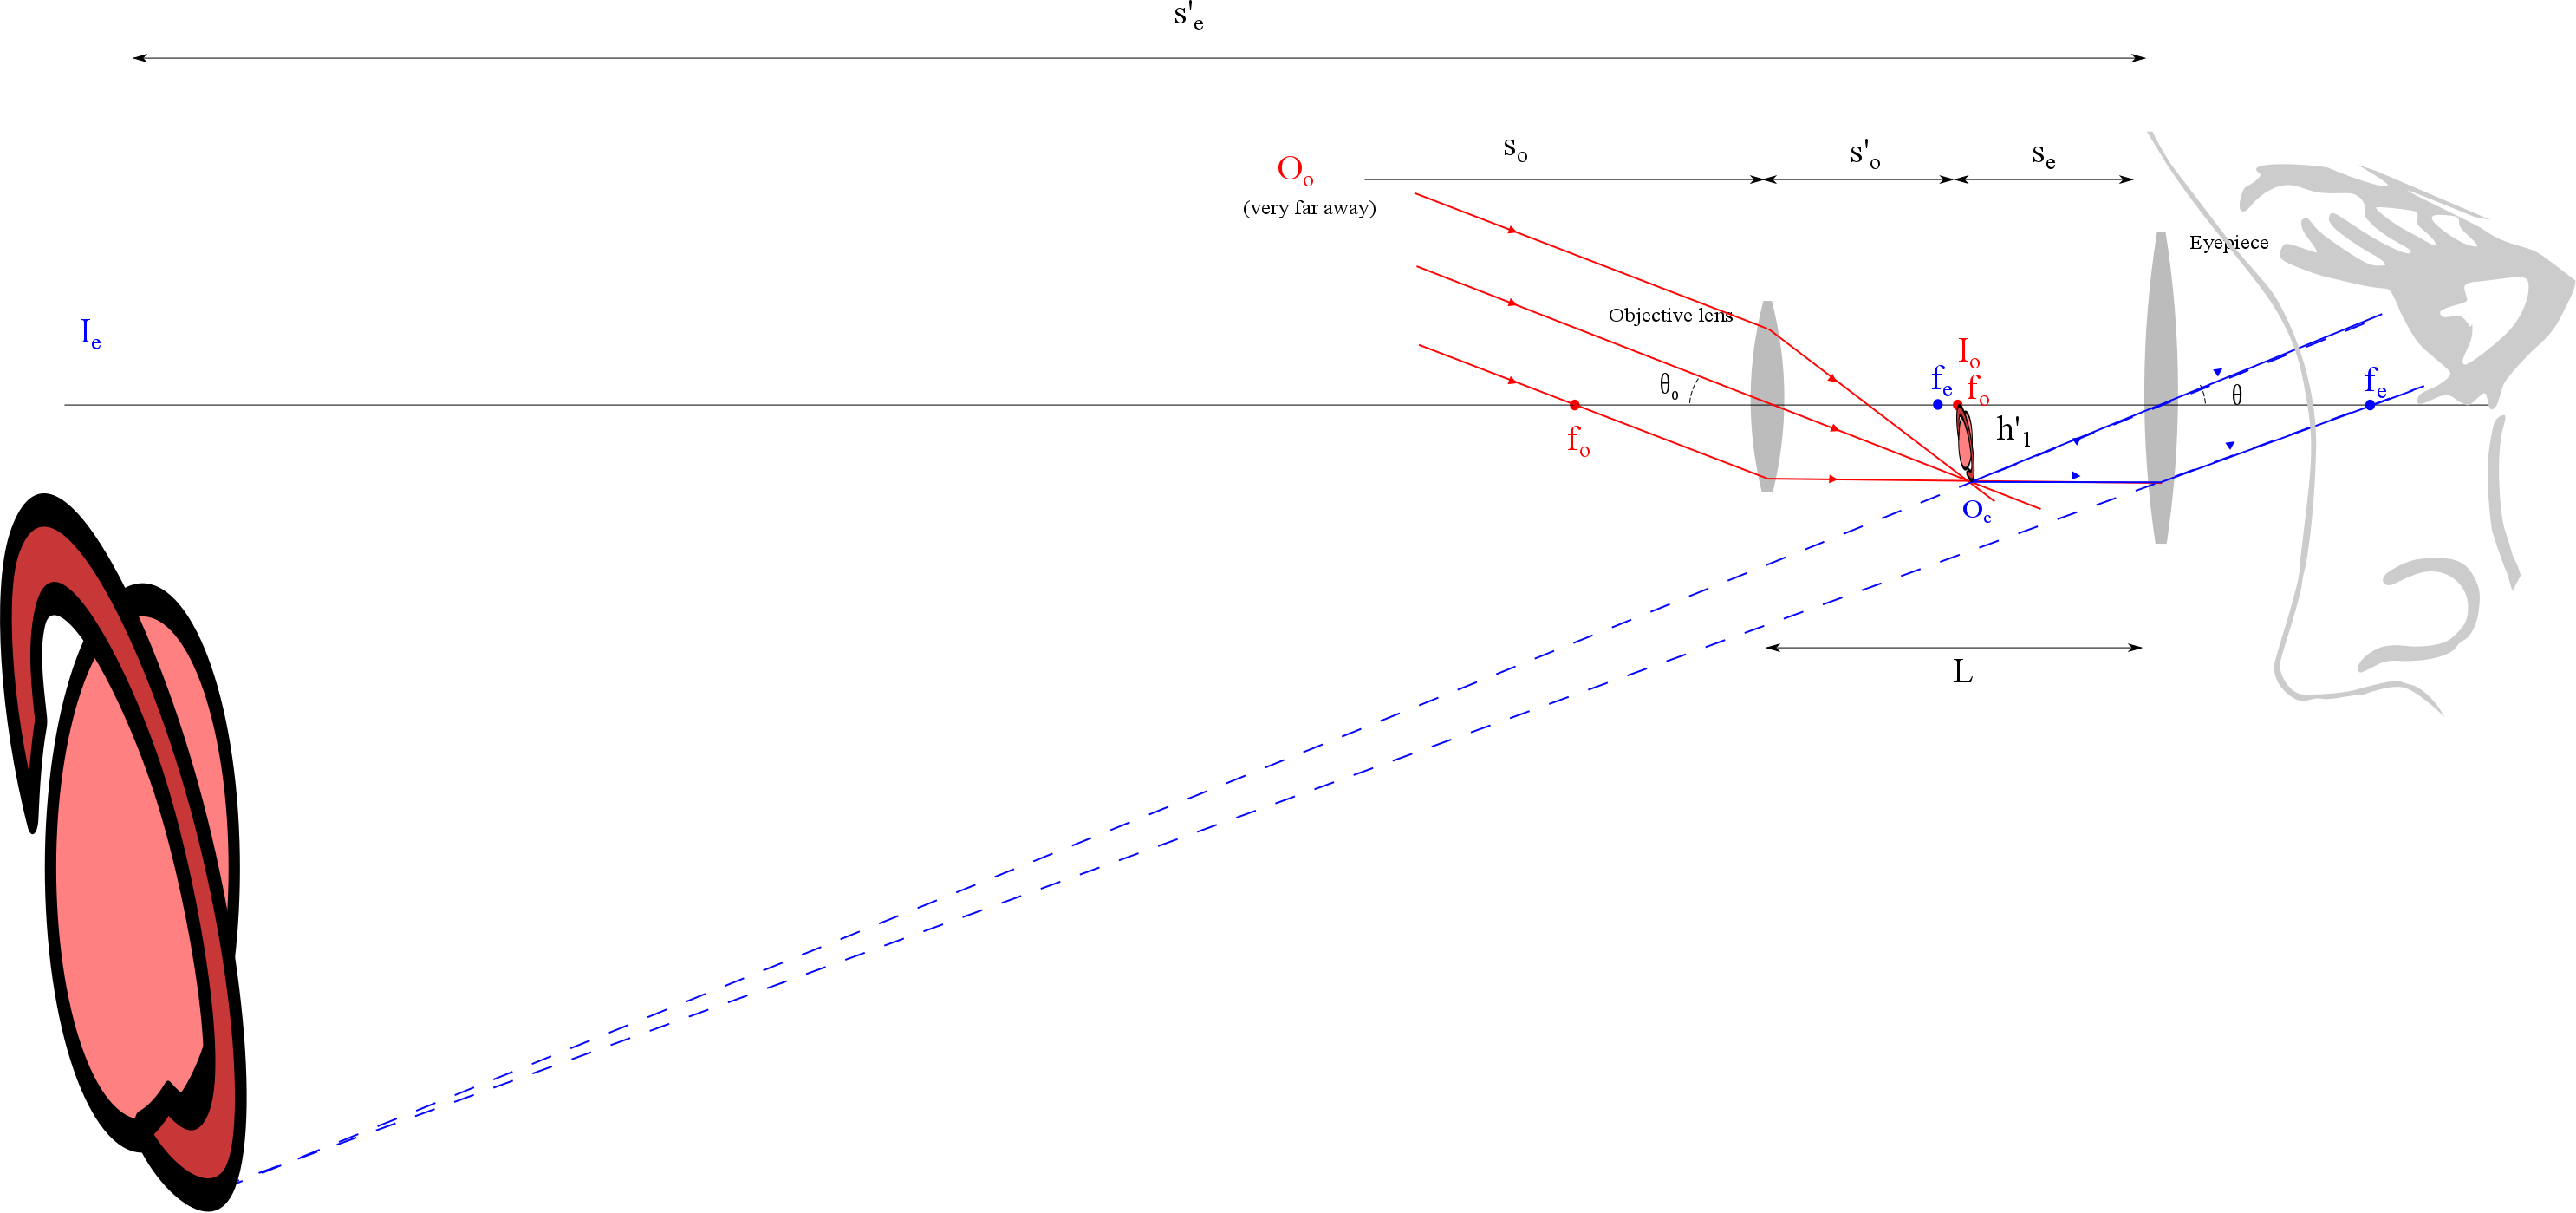 s'e
so
s'o
se
Oo
(very far away)
Eyepiece
Objective lens
Ie
Io
fe
fo
θo
fe
θ
h'1
fo
Oe
L